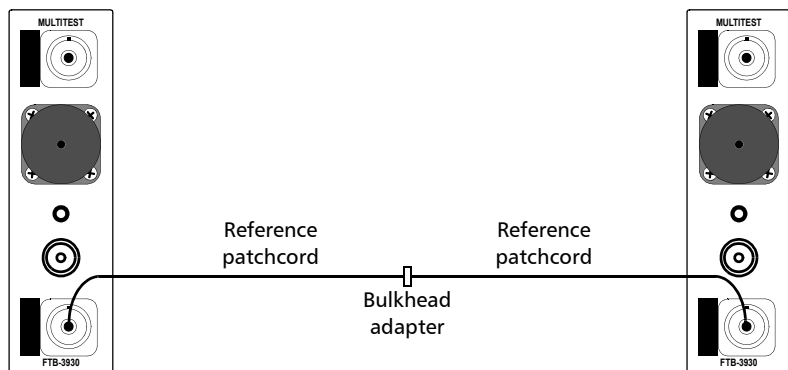 MULTITEST
MULTITEST
Reference
patchcord
Reference
patchcord
Bulkhead
adapter
FTB-3930
FTB-3930